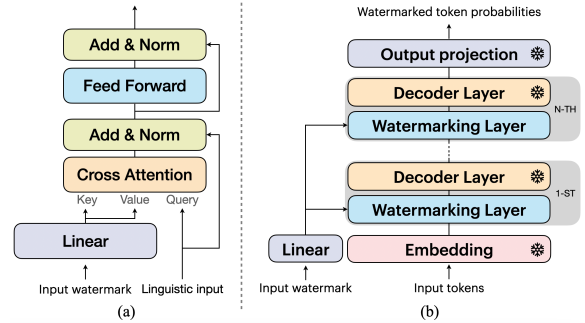 Add & Norm
Feed Forward
Add & Norm
Cross Attention
Key Value Query
Linear
Input watermark Linguistic input
(a)
Watermarked token probabilities
Output projection
Decoder Layer
N-TH
Watermarking Layer
Decoder Layer
1-ST
Watermarking Layer
Linear Embedding
Input watermark Input tokens
(b)